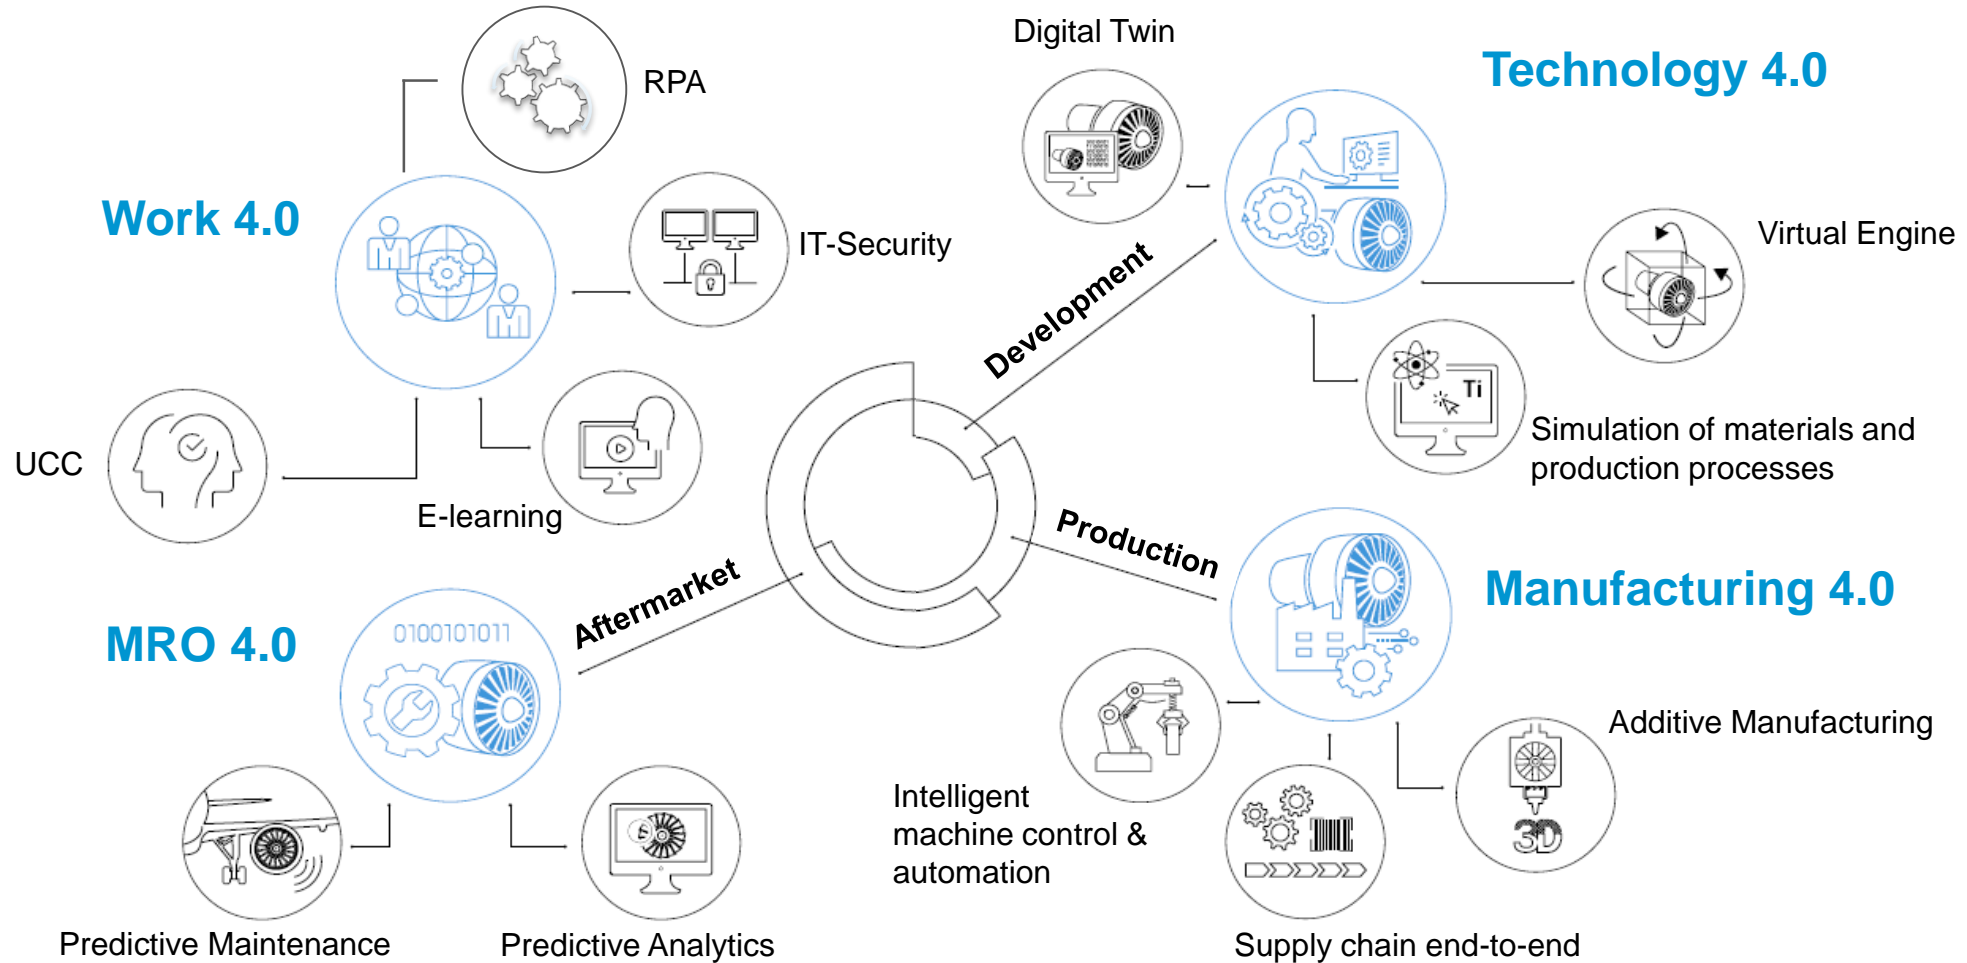 Digital Twin
Technology 4.0
RPA
Work 4.0
IT-Security
Virtual Engine
Development
Ti
Simulation of materials and
production processes
UCC
E-learning
Production
Aftermarket
Manufacturing 4.0
MRO 4.0
0100101011
Additive Manufacturing
Intelligent
machine control &
automation
3D
Predictive Maintenance
Predictive Analytics
Supply chain end-to-end